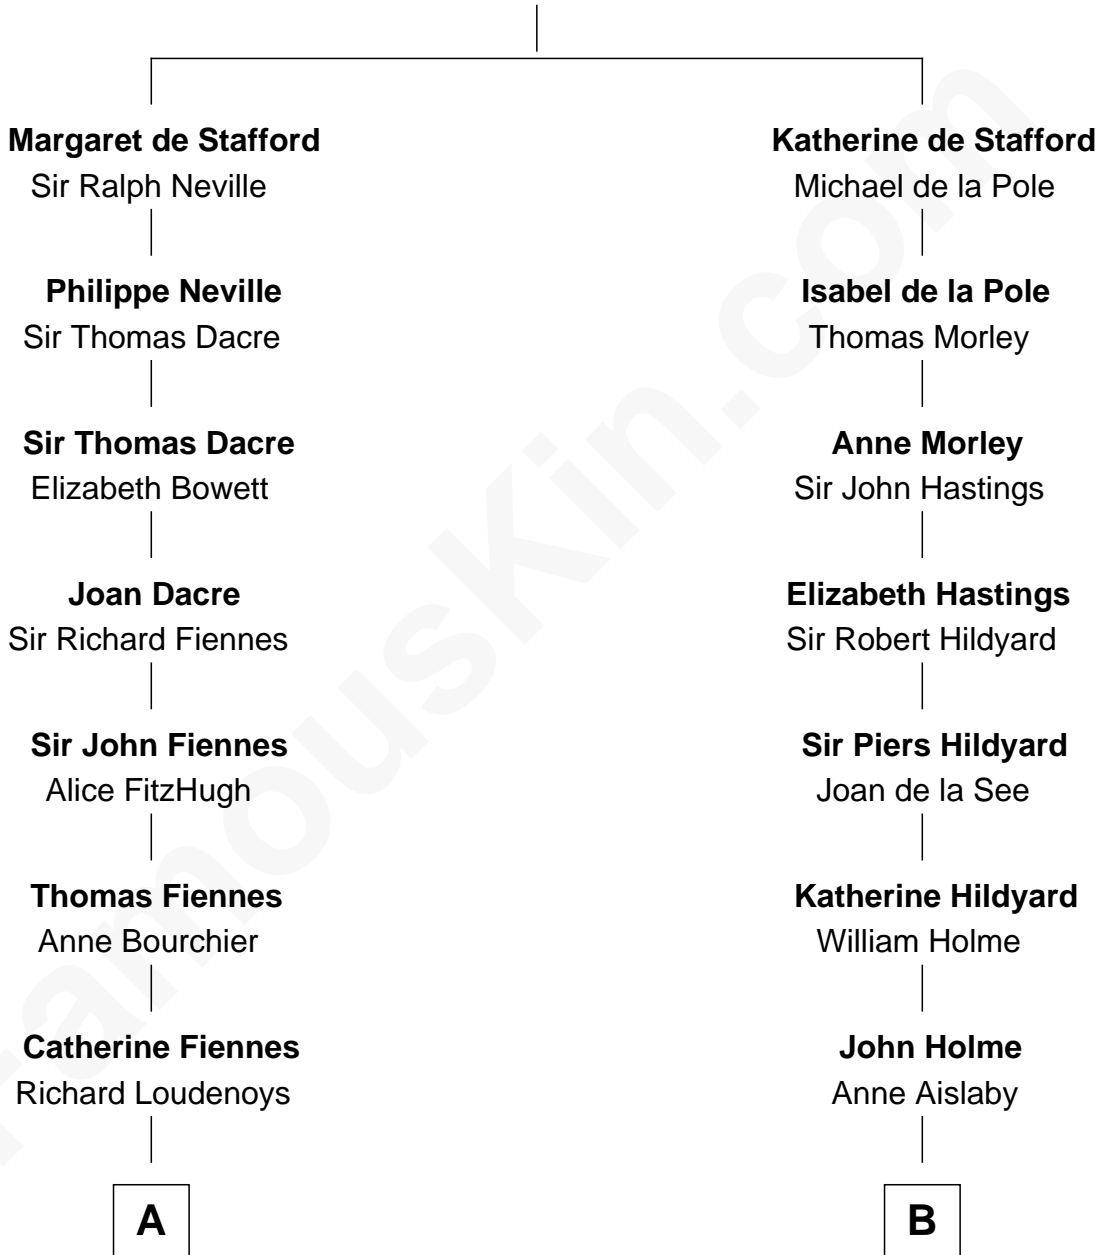 Margaret de Stafford
Sir Ralph Neville
Philippe Neville
Sir Thomas Dacre
Sir Thomas Dacre
Elizabeth Bowett
Joan Dacre
Sir Richard Fiennes
Sir John Fiennes
Alice FitzHugh
Thomas Fiennes
Anne Bourchier
Catherine Fiennes
Richard Loudenoys
A
Katherine de Stafford
Michael de la Pole
Isabel de la Pole
Thomas Morley
Anne Morley
Sir John Hastings
Elizabeth Hastings
Sir Robert Hildyard
Sir Piers Hildyard
Joan de la See
Katherine Hildyard
William Holme
John Holme
Anne Aislaby
B
FamousKin.com